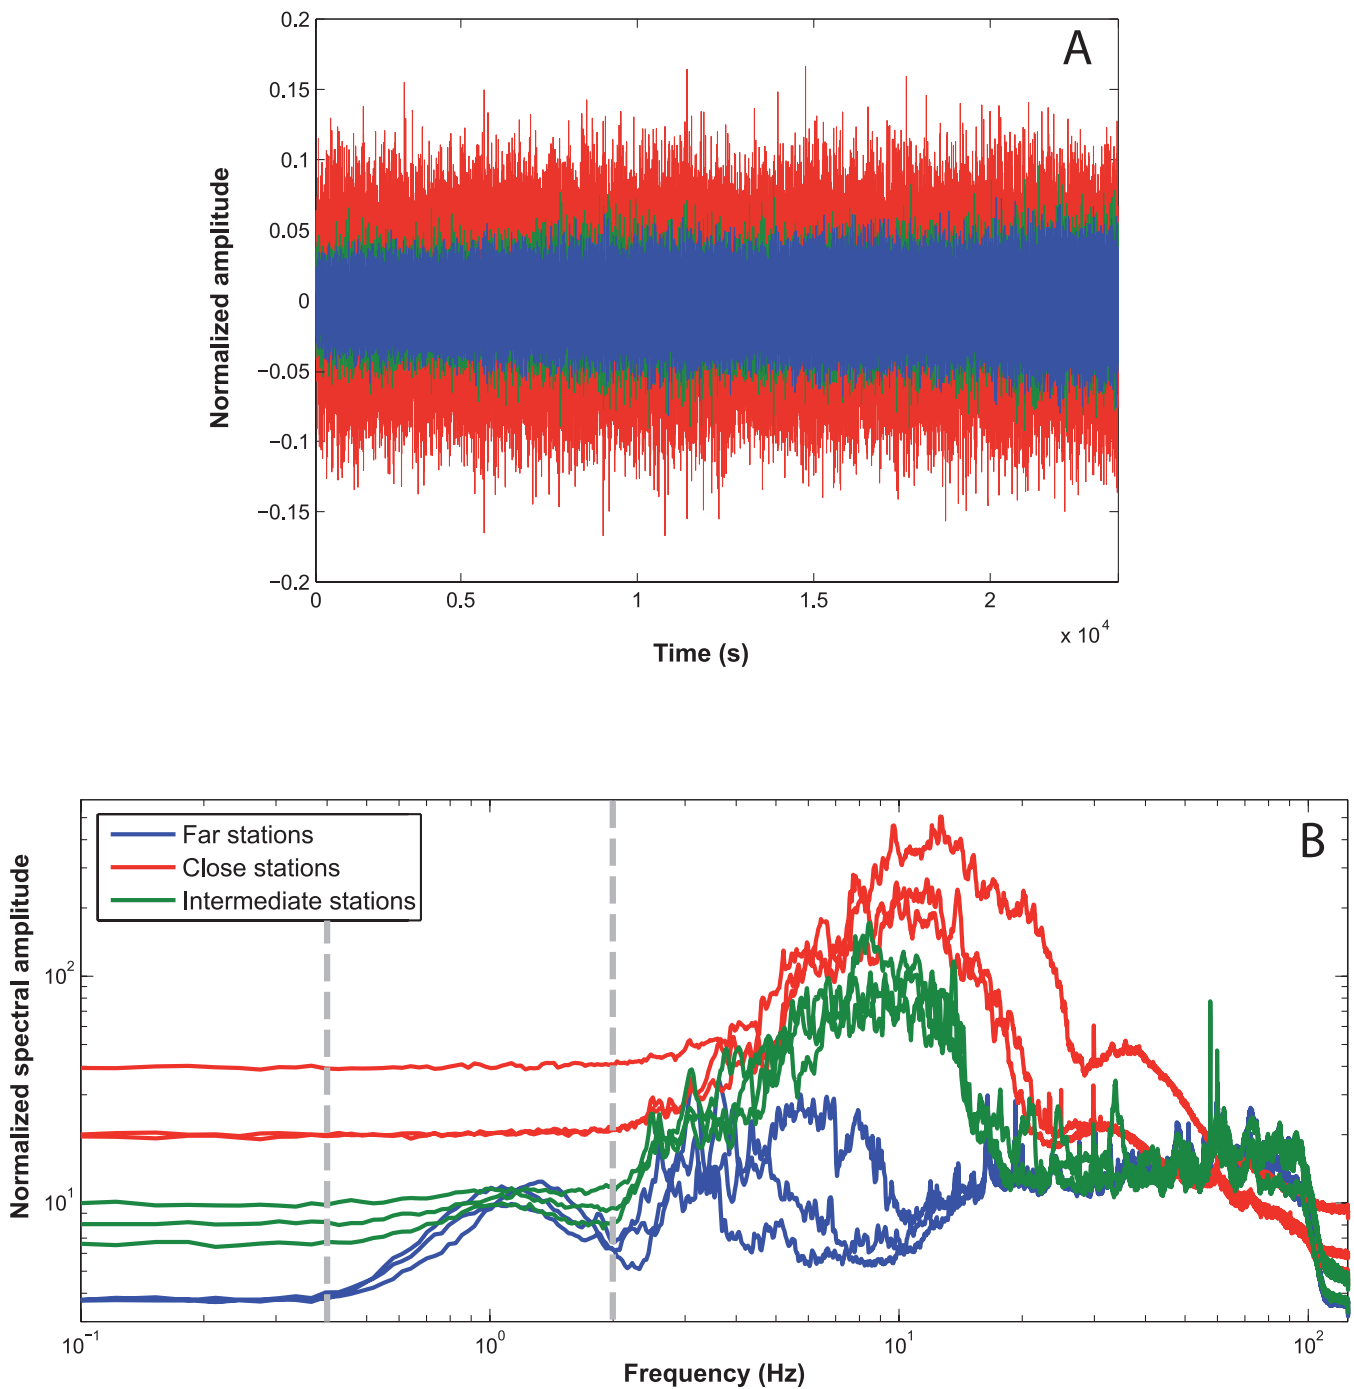 A
0.2
0.15
0.1
0.05
0
−0.05
−0.1
−0.15
−0.2
Normalized amplitude
0
0.5
1
1.5
2
x 10^4
Time (s)
B
Far stations
Close stations
Intermediate stations
Normalized spectral amplitude
10^2
10^1
10^-1
10^0
10^1
10^2
Frequency (Hz)